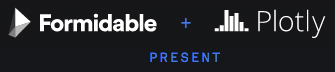 Formidable + Plotly
PRESENT